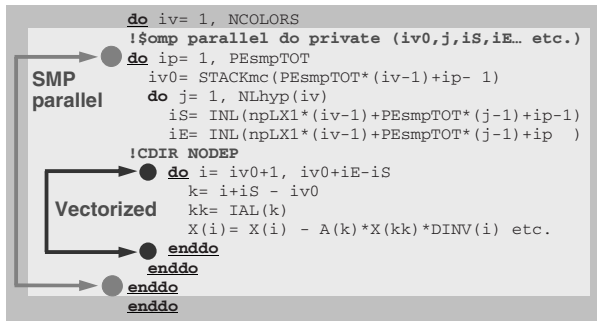 do iv= 1, NCOLORS
!$omp parallel do private (iv0,j,iS,iE… etc.)
do ip= 1, PEsmpTOT
iv0= STACKmc(PEsmpTOT*(iv-1)+ip- 1)
SMP
parallel
do j= 1, NLhyp(iv)
iS= INL(npLX1*(iv-1)+PEsmpTOT*(j-1)+ip-1)
iE= INL(npLX1*(iv-1)+PEsmpTOT*(j-1)+ip  )
!CDIR NODEP
do i= iv0+1, iv0+iE-iS
k= i+iS - iv0
Vectorized
kk= IAL(k)
X(i)= X(i) - A(k)*X(kk)*DINV(i) etc.
enddo
enddo
enddo
enddo